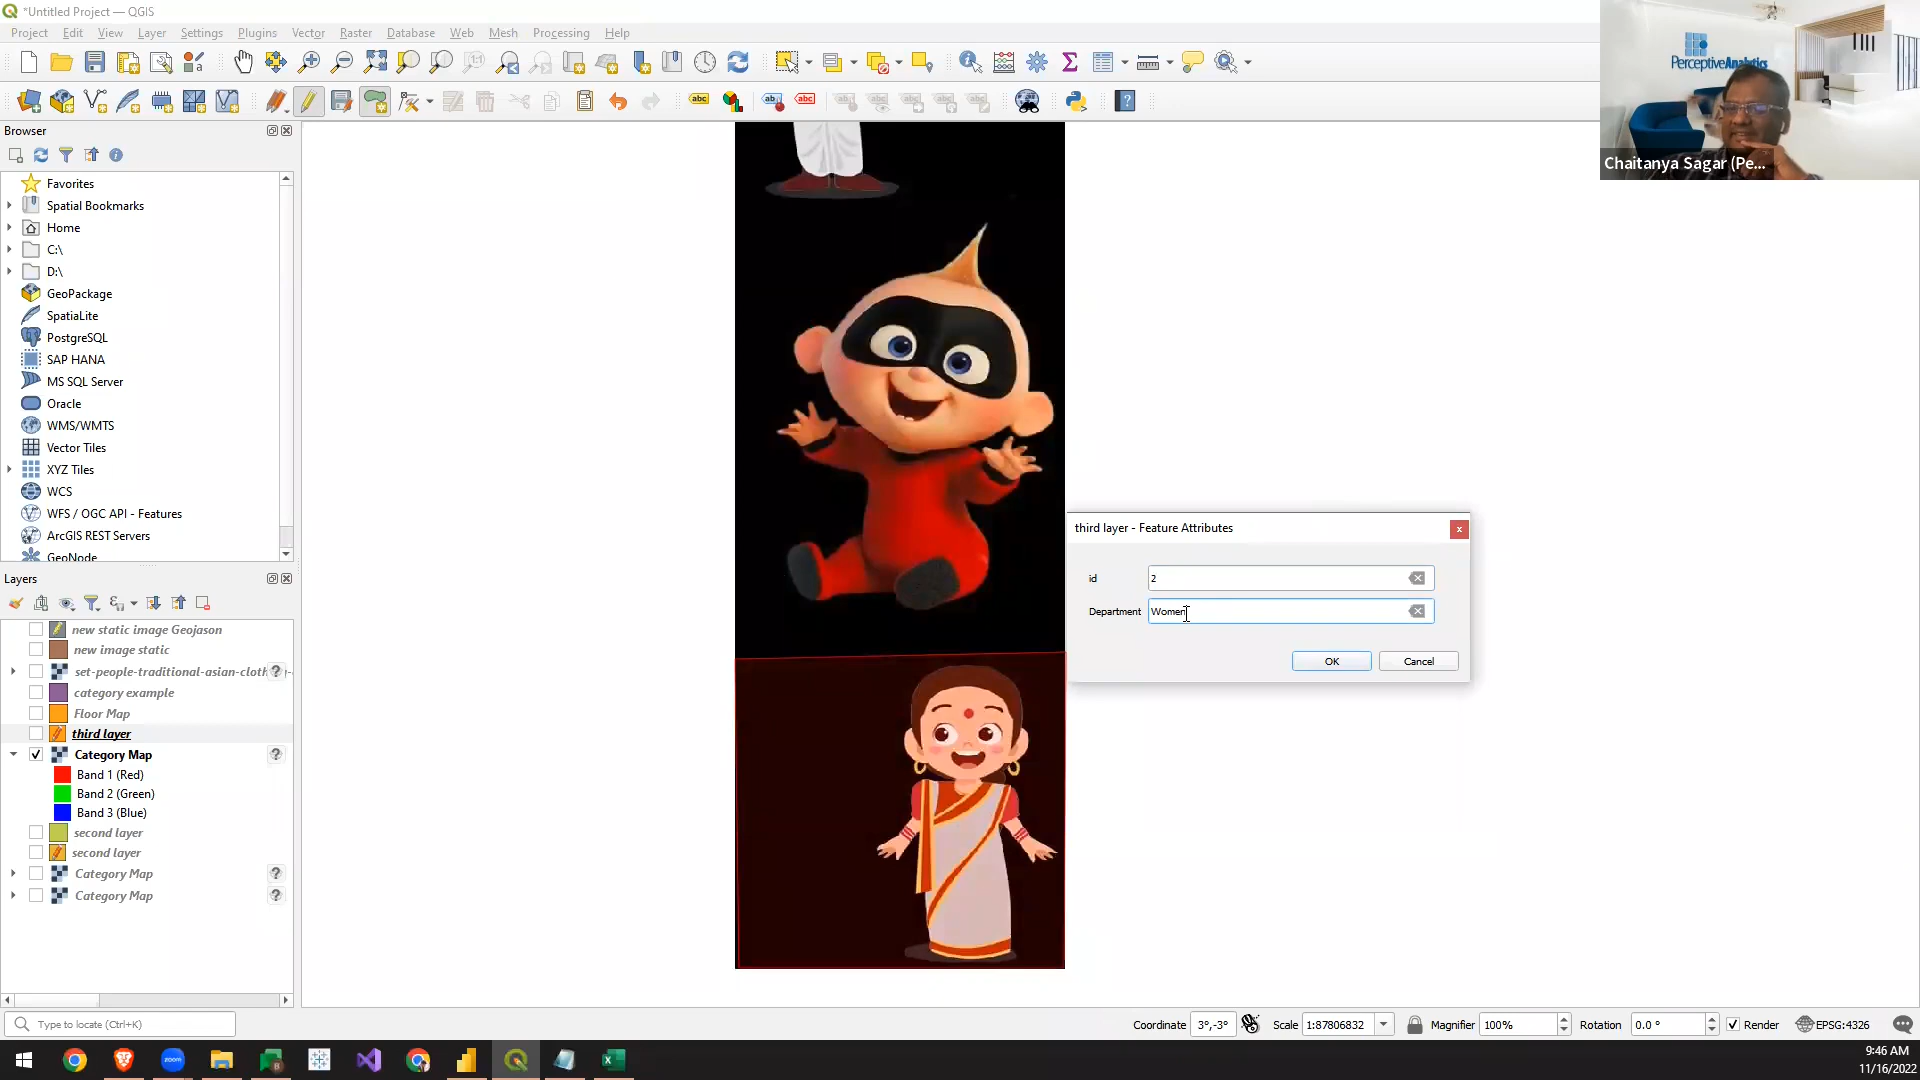 *Untitled Project — QGIS
Project Edit View Layer Settings Plugins Vector Raster Database Web Mesh Processing Help
PerceptiveAnalytics
Chaitanya Sagar (Pe...
Browser
Favorites
Spatial Bookmarks
Home
C:\
D:\
GeoPackage
SpatiaLite
PostgreSQL
SAP HANA
MS SQL Server
Oracle
WMS/WMTS
Vector Tiles
XYZ Tiles
WCS
WFS / OGC API - Features
ArcGIS REST Servers
GeoNode
Layers
new static image Geojason
new image static
set-people-traditional-asian-cloth
category example
Floor Map
third layer
Category Map
Band 1 (Red)
Band 2 (Green)
Band 3 (Blue)
second layer
second layer
Category Map
Category Map
third layer - Feature Attributes
id 2
Department Women
OK Cancel
Type to locate (Ctrl+K)
Coordinate 3°,-3° Scale 1:87806832 Magnifier 100% Rotation 0.0 ° Render EPSG:4326
9:46 AM
11/16/2022